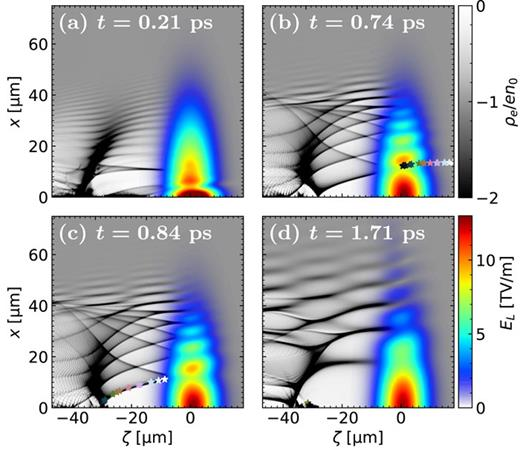 (a) t = 0.21 ps
(b) t = 0.74 ps
(c) t = 0.84 ps
(d) t = 1.71 ps
x [μm]
60
40
20
0
x [μm]
60
40
20
0
−40 −20 0
ζ [μm]
−40 −20 0
ζ [μm]
0
−1
−2
ρe/en0
10
5
0
EL [TV/m]